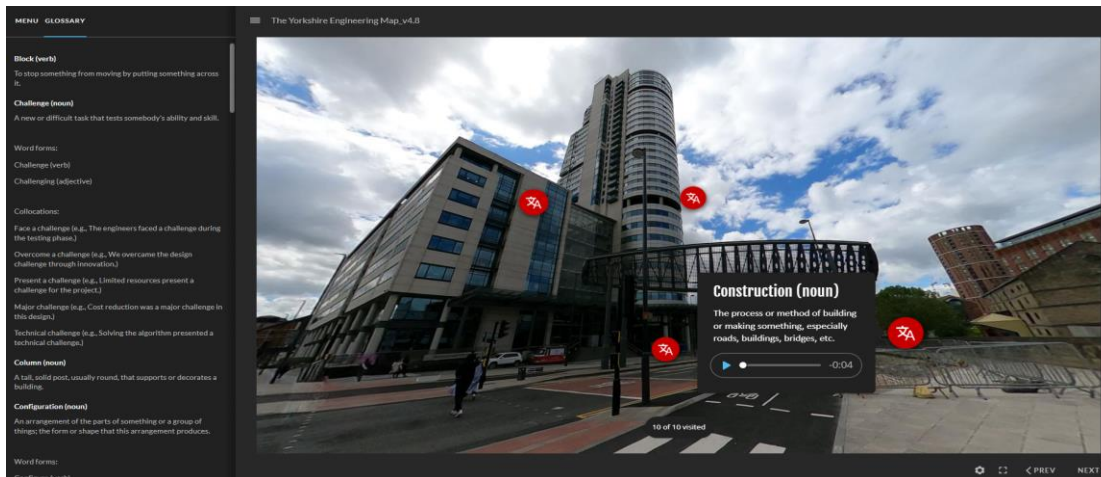 MENU GLOSSARY
Block (verb)
To stop something from moving by putting something across
it.
Challenge (noun)
A new or difficult task that tests somebody's ability and skill.
Word forms:
Challenge (verb)
Challenging (adjective)
Collocations:
Face a challenge (e.g., The engineers faced a challenge during
the testing phase.)
Overcome a challenge (e.g., We overcame the design
challenge through innovation.)
Present a challenge (e.g., Limited resources present a
challenge for the project.)
Major challenge (e.g., Cost reduction was a major challenge in
this design.)
Technical challenge (e.g., Solving the algorithm presented a
technical challenge.)
Column (noun)
A tall, solid post, usually round, that supports or decorates a
building.
Configuration (noun)
An arrangement of the parts of something or a group of
things; the form or shape that this arrangement produces.
Word forms:
The Yorkshire Engineering Map_v4.8
Construction (noun)
The process or method of building
or making something, especially
roads, buildings, bridges, etc.
-0:04
10 of 10 visited
PREV NEXT